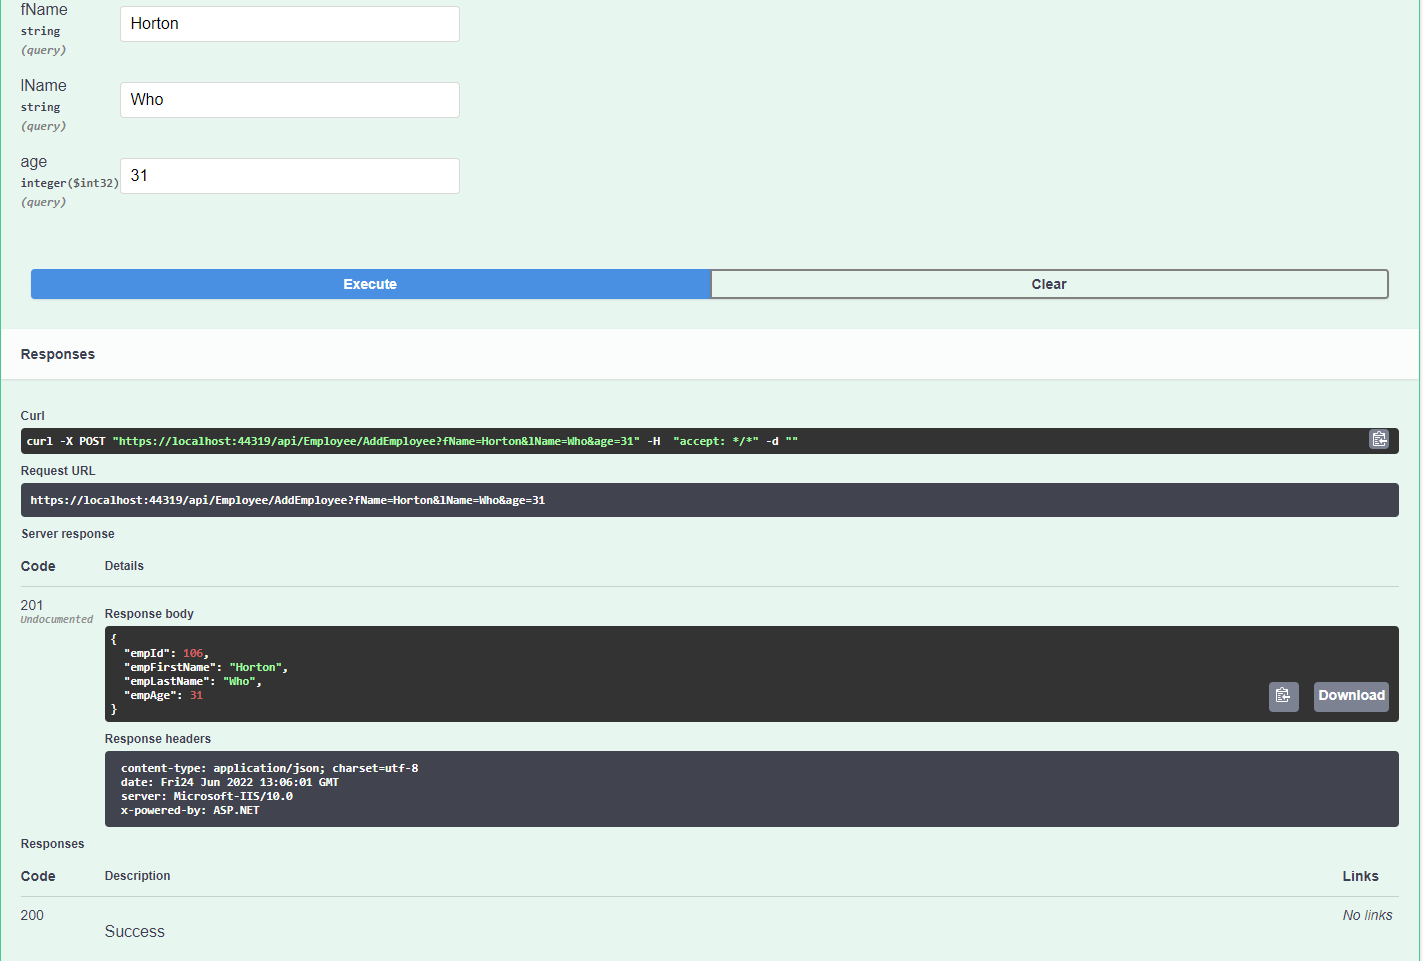 fName
string
(query)
Horton
lName
string
(query)
Who
age
integer($int32)
(query)
31
Execute
Clear
Responses
Curl
curl -X POST "https://localhost:44319/api/Employee/AddEmployee?fName=Horton&lName=Who&age=31" -H  "accept: */*" -d ""
Request URL
https://localhost:44319/api/Employee/AddEmployee?fName=Horton&lName=Who&age=31
Server response
Code Details
201
Undocumented
Response body
{
  "empId": 106,
  "empFirstName": "Horton",
  "empLastName": "Who",
  "empAge": 31
}
Download
Response headers
content-type: application/json; charset=utf-8
date: Fri24 Jun 2022 13:06:01 GMT
server: Microsoft-IIS/10.0
x-powered-by: ASP.NET
Responses
Code Description Links
200 No links
Success